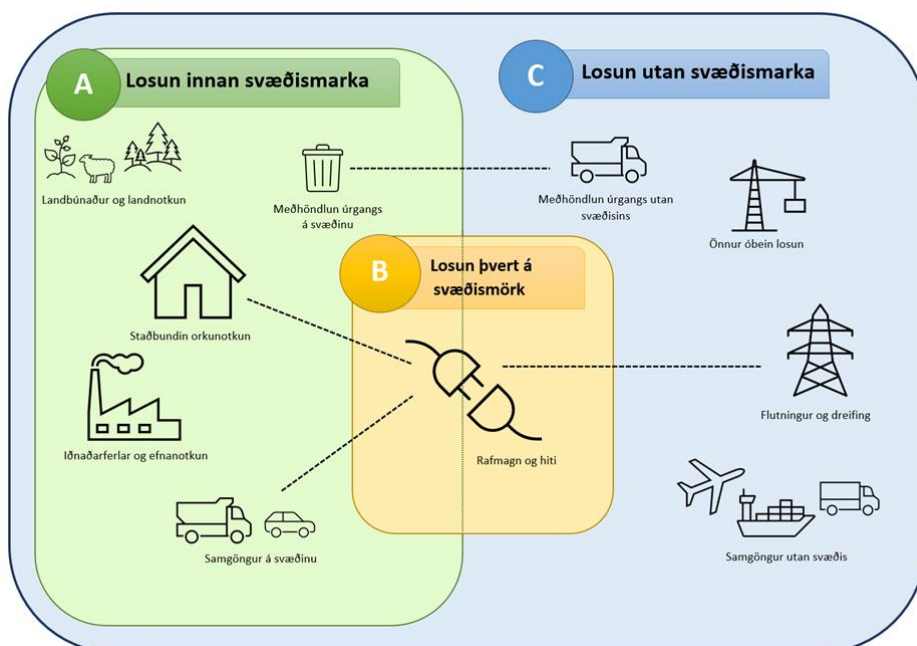 A
Losun innan svæðismarka
C
Losun utan svæðismarka
Landbúnaður og landnotkun
Meðhöndlun úrgangs
á svæðinu
Meðhöndlun úrgangs utan
svæðisins
Önnur óbein losun
B
Losun þvert á
svæðismörk
Staðbundin orkunotkun
Flutningur og dreifing
Iðnaðarferlar og efnanotkun
Rafmagn og hiti
Samgöngur á svæðinu
Samgöngur utan svæðis